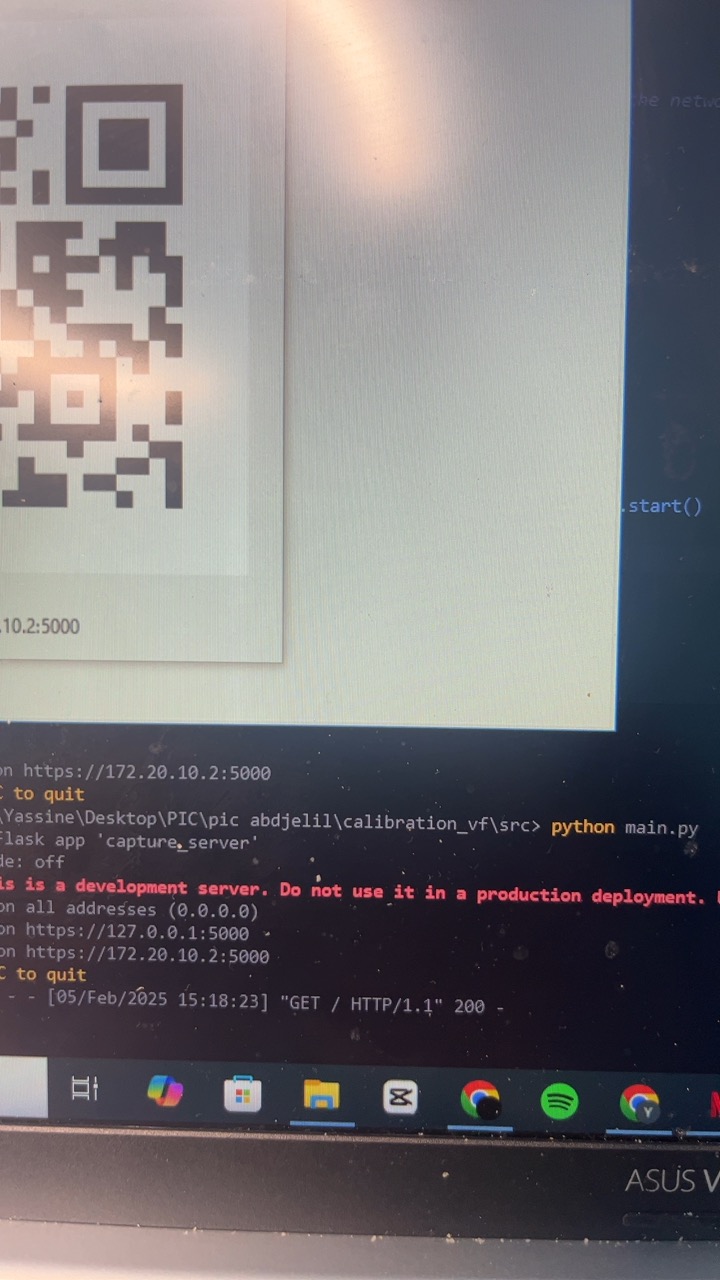 he netw
.start()
.10.2:5000
on https://172.20.10.2:5000
C to quit
\Yassine\Desktop\PIC\pic abdjelil\calibration_vf\src> python main.py
Flask app 'capture_server'
de: off
is is a development server. Do not use it in a production deployment.
on all addresses (0.0.0.0)
on https://127.0.0.1:5000
on https://172.20.10.2:5000
C to quit
- - [05/Feb/2025 15:18:23] "GET / HTTP/1.1" 200 -
Y
ASUS V